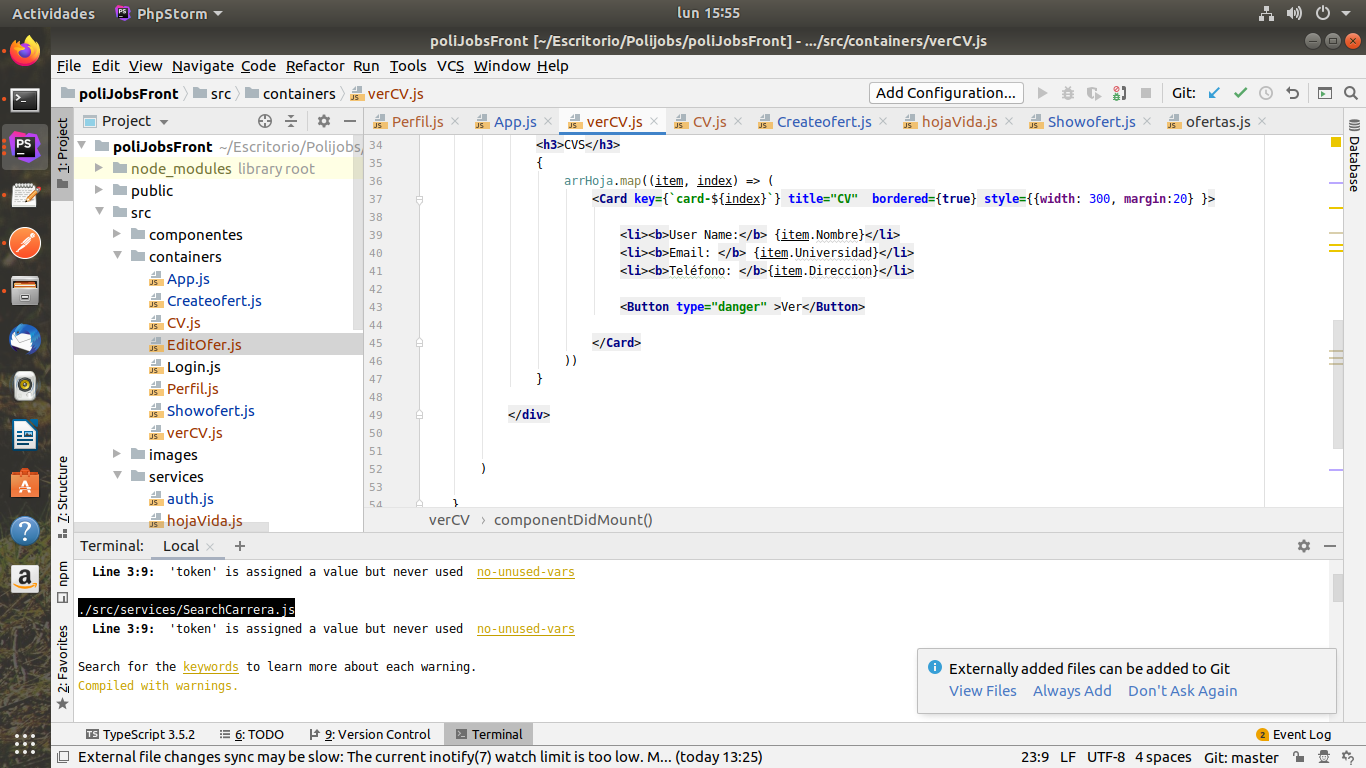 Actividades PhpStorm lun 15:55
poliJobsFront [~/Escritorio/Polijobs/poliJobsFront] - .../src/containers/verCV.js
File Edit View Navigate Code Refactor Run Tools VCS Window Help
poliJobsFront src containers verCV.js Add Configuration... Git:
Project Perfil.js App.js verCV.js CV.js Createofert.js hojaVida.js Showofert.js ofertas.js
1: Project
7: Structure
npm
2: Favorites
Database
poliJobsFront ~/Escritorio/Polijobs/
node_modules library root
public
src
componentes
containers
App.js
Createofert.js
CV.js
EditOfer.js
Login.js
Perfil.js
Showofert.js
verCV.js
images
services
auth.js
hojaVida.js
34 <h3>CVS</h3>
35 {
36 arrHoja.map((item, index) => (
37 <Card key={`card-${index}`} title="CV"  bordered={true} style={{width: 300, margin:20} }>
38
39 <li><b>User Name:</b> {item.Nombre}</li>
40 <li><b>Email: </b> {item.Universidad}</li>
41 <li><b>Teléfono: </b>{item.Direccion}</li>
42
43 <Button type="danger" >Ver</Button>
44
45 </Card>
46 ))
47 }
48
49 </div>
50
51
52 )
53
54 }
verCV componentDidMount()
Terminal: Local
Line 3:9:  'token' is assigned a value but never used  no-unused-vars
./src/services/SearchCarrera.js
Line 3:9:  'token' is assigned a value but never used  no-unused-vars
Search for the keywords to learn more about each warning.
Compiled with warnings.
Externally added files can be added to Git
View Files Always Add Don't Ask Again
TypeScript 3.5.2 6: TODO 9: Version Control Terminal 2 Event Log
External file changes sync may be slow: The current inotify(7) watch limit is too low. M... (today 13:25) 23:9 LF UTF-8 4 spaces Git: master